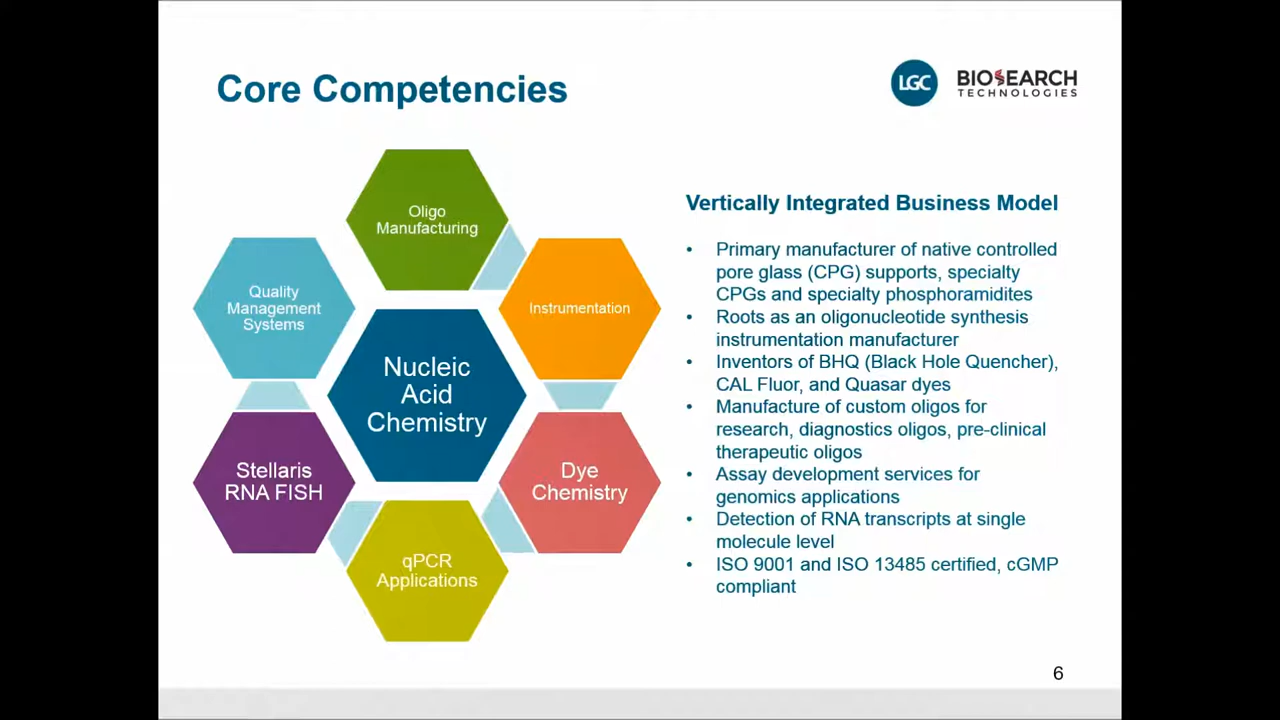 Core Competencies
LGC
BIOSEARCH
TECHNOLOGIES
Oligo
Manufacturing
Instrumentation
Dye
Chemistry
qPCR
Applications
Stellaris
RNA FISH
Quality
Management
Systems
Nucleic
Acid
Chemistry
Vertically Integrated Business Model
• Primary manufacturer of native controlled
pore glass (CPG) supports, specialty
CPGs and specialty phosphoramidites
• Roots as an oligonucleotide synthesis
instrumentation manufacturer
• Inventors of BHQ (Black Hole Quencher),
CAL Fluor, and Quasar dyes
• Manufacture of custom oligos for
research, diagnostics oligos, pre-clinical
therapeutic oligos
• Assay development services for
genomics applications
• Detection of RNA transcripts at single
molecule level
• ISO 9001 and ISO 13485 certified, cGMP
compliant
6